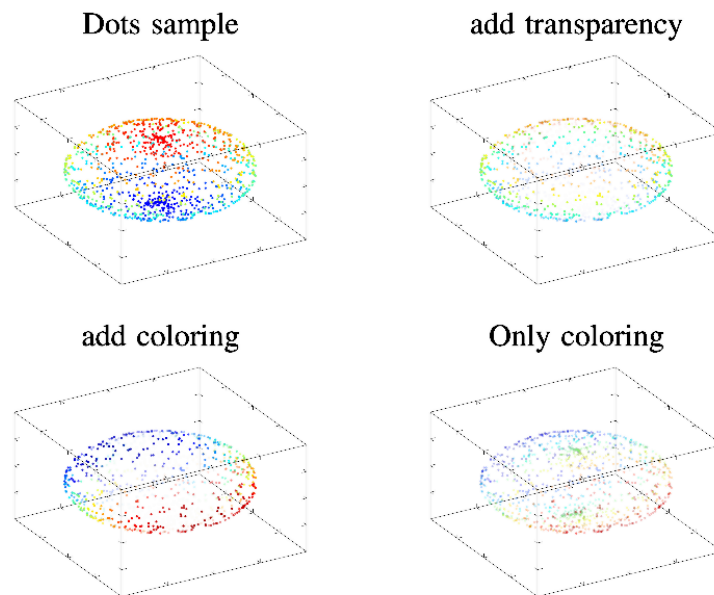 Dots sample
add transparency
add coloring
Only coloring